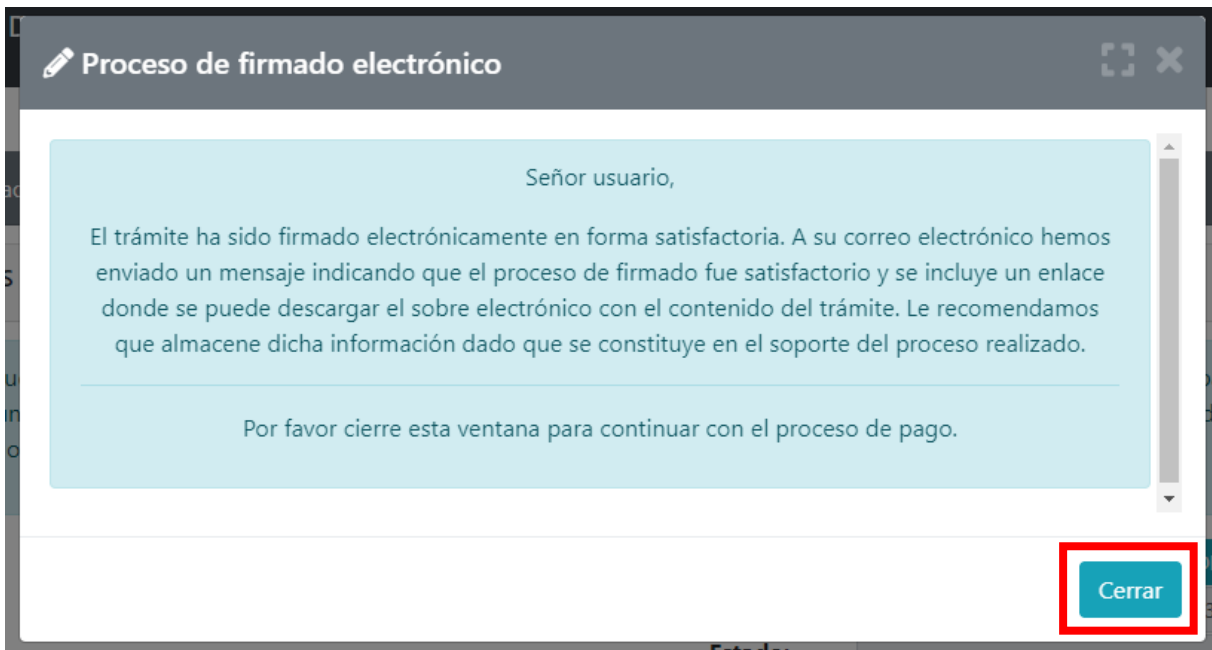 Proceso de firmado electrónico
Señor usuario,
El trámite ha sido firmado electrónicamente en forma satisfactoria. A su correo electrónico hemos
enviado un mensaje indicando que el proceso de firmado fue satisfactorio y se incluye un enlace
donde se puede descargar el sobre electrónico con el contenido del trámite. Le recomendamos
que almacene dicha información dado que se constituye en el soporte del proceso realizado.
Por favor cierre esta ventana para continuar con el proceso de pago.
Cerrar